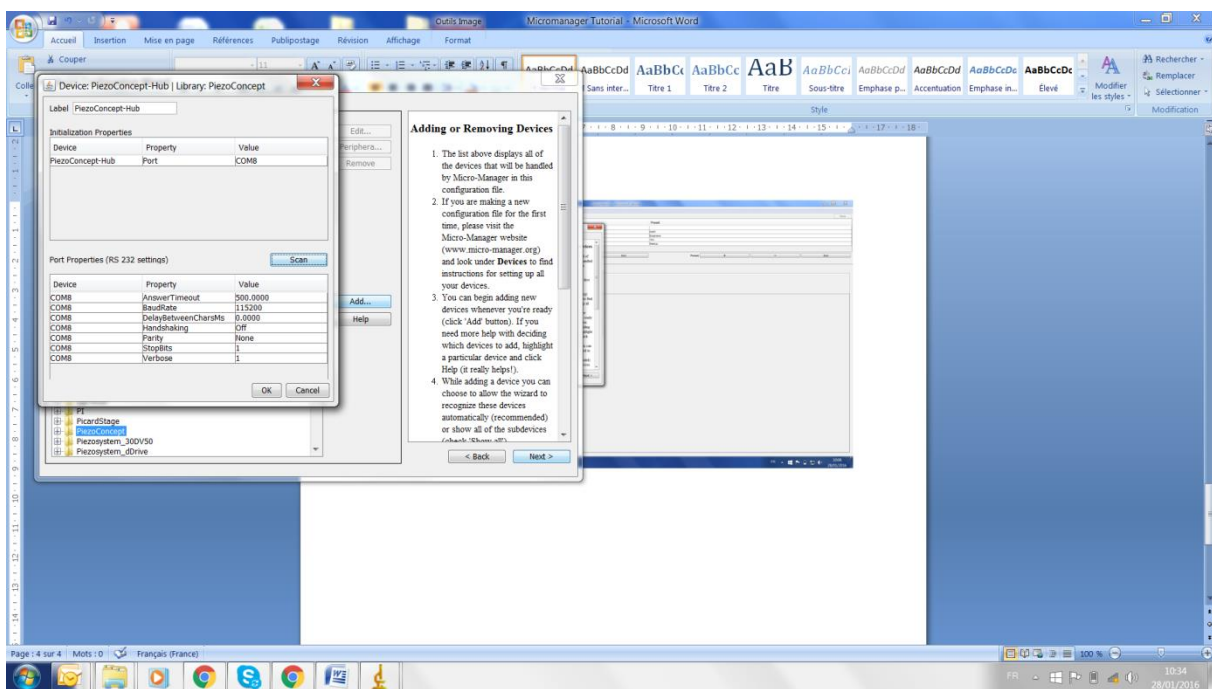 Outils Image
Micromanager Tutorial - Microsoft Word
Accueil Insertion Mise en page Références Publipostage Révision Affichage Format
Couper
11
AaBbCcDd AaBbCcDd AaBbCc AaBbCc AaB AaBbCc AaBbCcDd AaBbCcDd AaBbCcDc AaBbCcDc
Sans inter... Titre 1 Titre 2 Titre Sous-titre Emphase p... Accentuation Emphase in... Élevé
Modifier
les styles
Style
Rechercher
Remplacer
Sélectionner
Modification
Device: PiezoConcept-Hub | Library: PiezoConcept
Label PiezoConcept-Hub
Initialization Properties
Device Property Value
PiezoConcept-Hub Port COM8
Port Properties (RS 232 settings) Scan
Device Property Value
COM8 AnswerTimeout 500.0000
COM8 BaudRate 115200
COM8 DelayBetweenCharsMs 0.0000
COM8 Handshaking Off
COM8 Parity None
COM8 StopBits 1
COM8 Verbose 1
OK Cancel
PI
PicardStage
PiezoConcept
Piezosystem_30DV50
Piezosystem_dDrive
Edit...
Periphera...
Remove
Add...
Help
Adding or Removing Devices
1. The list above displays all of
the devices that will be handled
by Micro-Manager in this
configuration file.
2. If you are making a new
configuration file for the first
time, please visit the
Micro-Manager website
(www.micro-manager.org)
and look under Devices to find
instructions for setting up all
your devices.
3. You can begin adding new
devices whenever you're ready
(click 'Add' button). If you
need more help with deciding
which devices to add, highlight
a particular device and click
Help (it really helps!).
4. While adding a device you can
choose to allow the wizard to
recognize these devices
automatically (recommended)
or show all of the subdevices
(check 'Show all')
< Back Next >
Page : 4 sur 4 Mots : 0 Français (France)
100 %
FR
10:34
28/01/2016